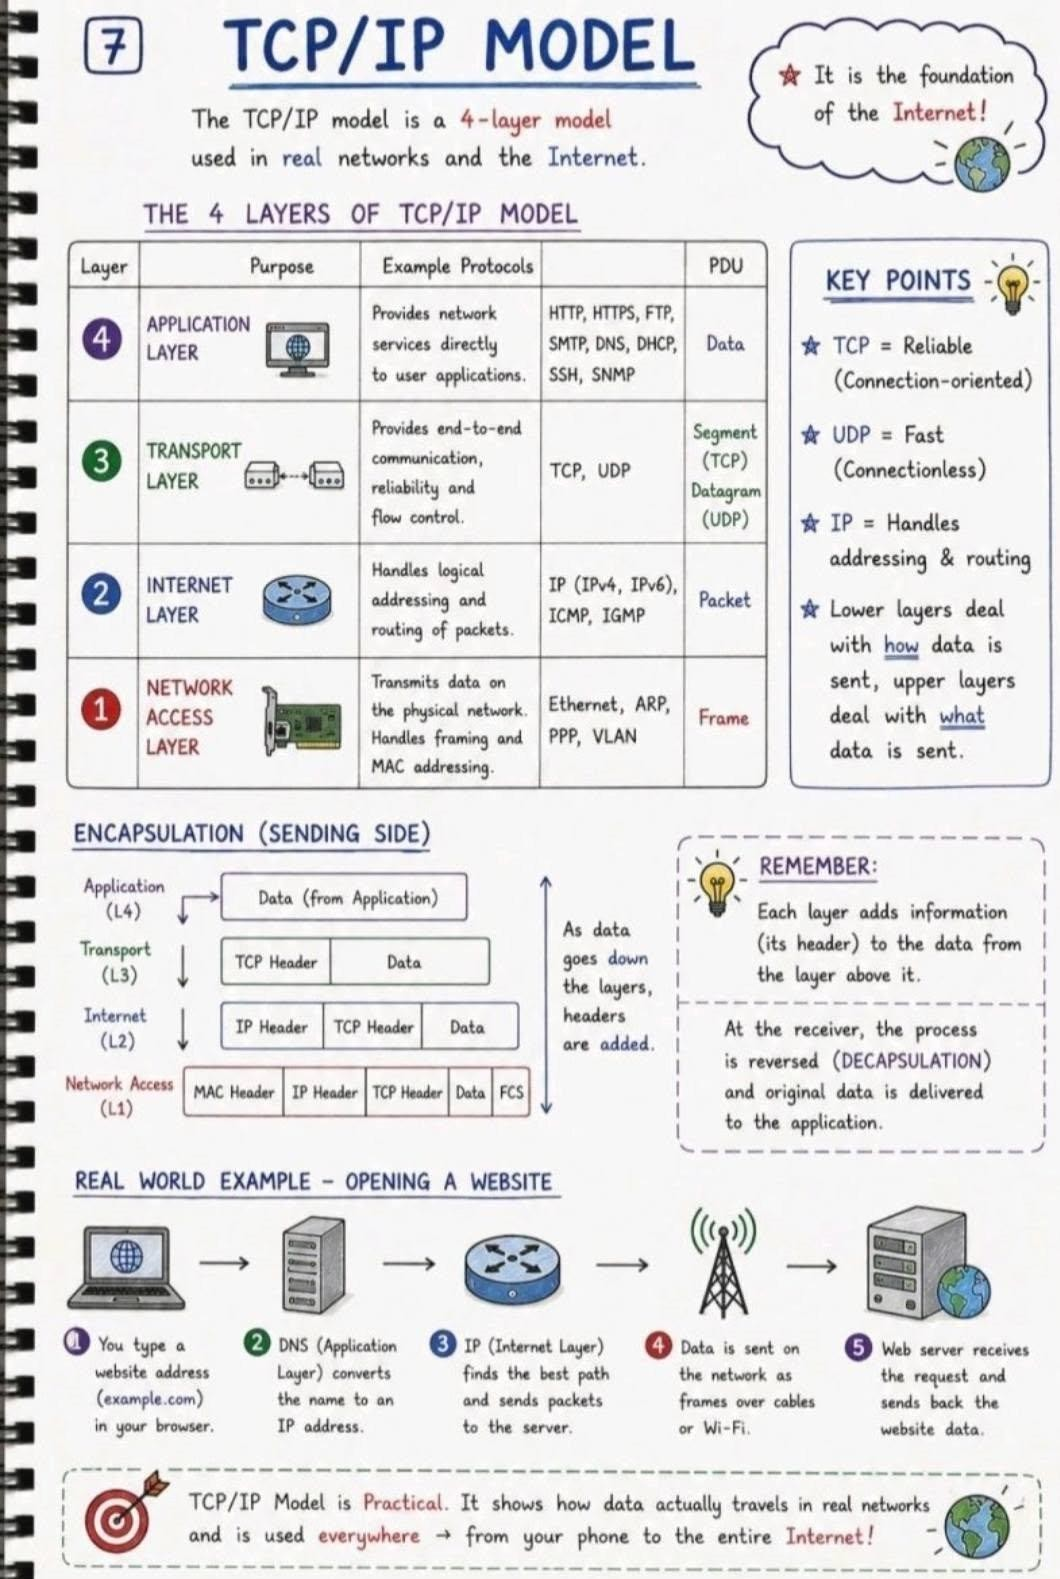 7
TCP/IP MODEL
The TCP/IP model is a 4-layer model
used in real networks and the Internet.
It is the foundation
of the Internet!
THE 4 LAYERS OF TCP/IP MODEL
Layer
Purpose
Example Protocols
PDU
4
APPLICATION
LAYER
Provides network
services directly
to user applications.
HTTP, HTTPS, FTP,
SMTP, DNS, DHCP,
SSH, SNMP
Data
3
TRANSPORT
LAYER
Provides end-to-end
communication,
reliability and
flow control.
TCP, UDP
Segment
(TCP)
Datagram
(UDP)
2
INTERNET
LAYER
Handles logical
addressing and
routing of packets.
IP (IPv4, IPv6),
ICMP, IGMP
Packet
1
NETWORK
ACCESS
LAYER
Transmits data on
the physical network.
Handles framing and
MAC addressing.
Ethernet, ARP,
PPP, VLAN
Frame
KEY POINTS
TCP = Reliable
(Connection-oriented)
UDP = Fast
(Connectionless)
IP = Handles
addressing & routing
Lower layers deal
with how data is
sent, upper layers
deal with what
data is sent.
ENCAPSULATION (SENDING SIDE)
Application
(L4)
Data (from Application)
Transport
(L3)
TCP Header
Data
Internet
(L2)
IP Header
TCP Header
Data
Network Access
(L1)
MAC Header
IP Header
TCP Header
Data
FCS
As data
goes down
the layers,
headers
are added.
REMEMBER:
Each layer adds information
(its header) to the data from
the layer above it.
At the receiver, the process
is reversed (DECAPSULATION)
and original data is delivered
to the application.
REAL WORLD EXAMPLE – OPENING A WEBSITE
1 You type a
website address
(example.com)
in your browser.
2 DNS (Application
Layer) converts
the name to an
IP address.
3 IP (Internet Layer)
finds the best path
and sends packets
to the server.
4 Data is sent on
the network as
frames over cables
or Wi-Fi.
5 Web server receives
the request and
sends back the
website data.
TCP/IP Model is Practical. It shows how data actually travels in real networks
and is used everywhere → from your phone to the entire Internet!